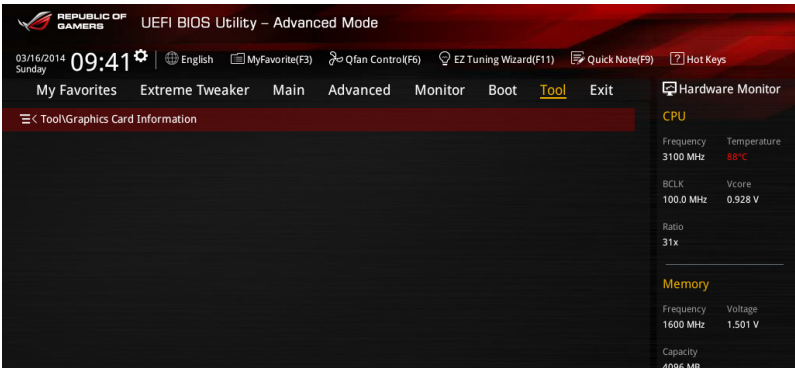 REPUBLIC OF
GAMERS
UEFI BIOS Utility – Advanced Mode
03/16/2014
Sunday
09:41
English
MyFavorite(F3)
Qfan Control(F6)
EZ Tuning Wizard(F11)
Quick Note(F9)
? Hot Keys
My Favorites Extreme Tweaker Main Advanced Monitor Boot Tool Exit
< Tool\Graphics Card Information
Hardware Monitor
CPU
Frequency Temperature
3100 MHz 88°C
BCLK Vcore
100.0 MHz 0.928 V
Ratio
31x
Memory
Frequency Voltage
1600 MHz 1.501 V
Capacity
4096 MB